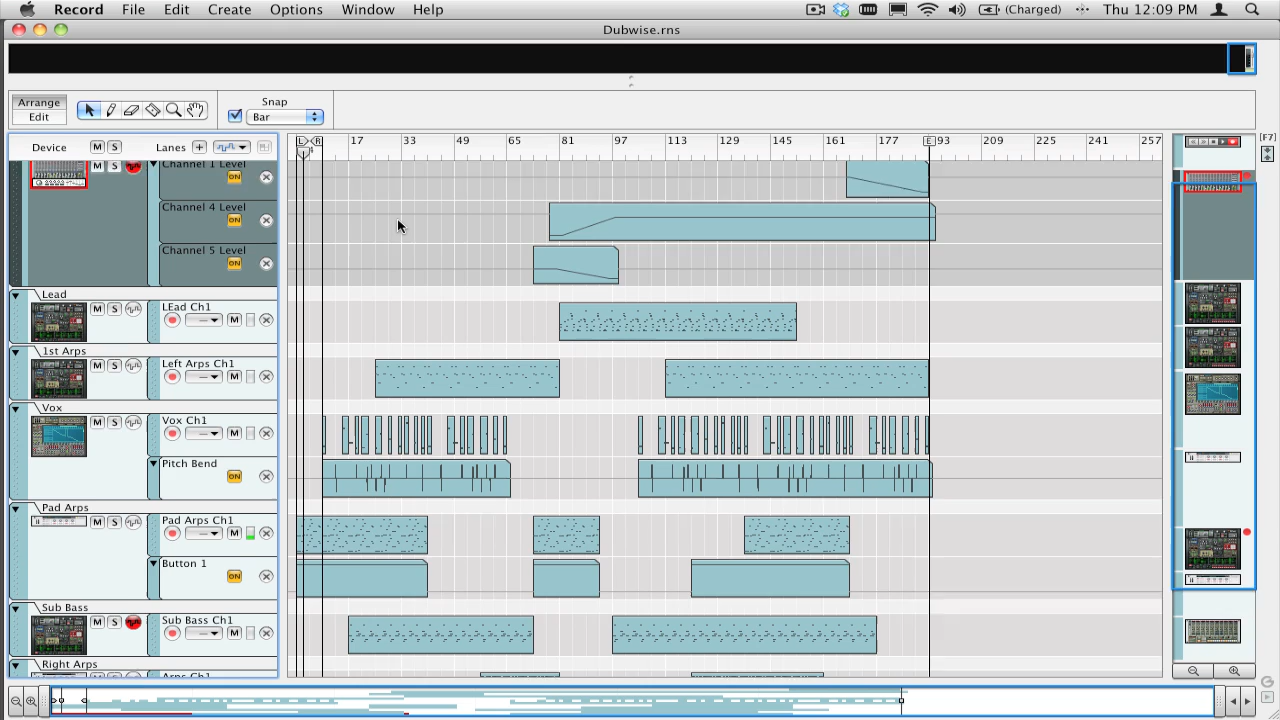 Record File Edit Create Options Window Help (Charged) Thu 12:09 PM
Dubwise.rns
Arrange
Edit
Snap
Bar
Device M S Lanes +
L R 17 33 49 65 81 97 113 129 145 161 177 E 93 209 225 241 257
[F7]
M S Channel 1 Level
ON
Channel 4 Level
ON
Channel 5 Level
ON
Lead
M S LEad Ch1
M
1st Arps
M S Left Arps Ch1
M
Vox
M S Vox Ch1
M
Pitch Bend
ON
Pad Arps
M S Pad Arps Ch1
M
Button 1
ON
Sub Bass
M S Sub Bass Ch1
M
Right Arps
Arps Ch1